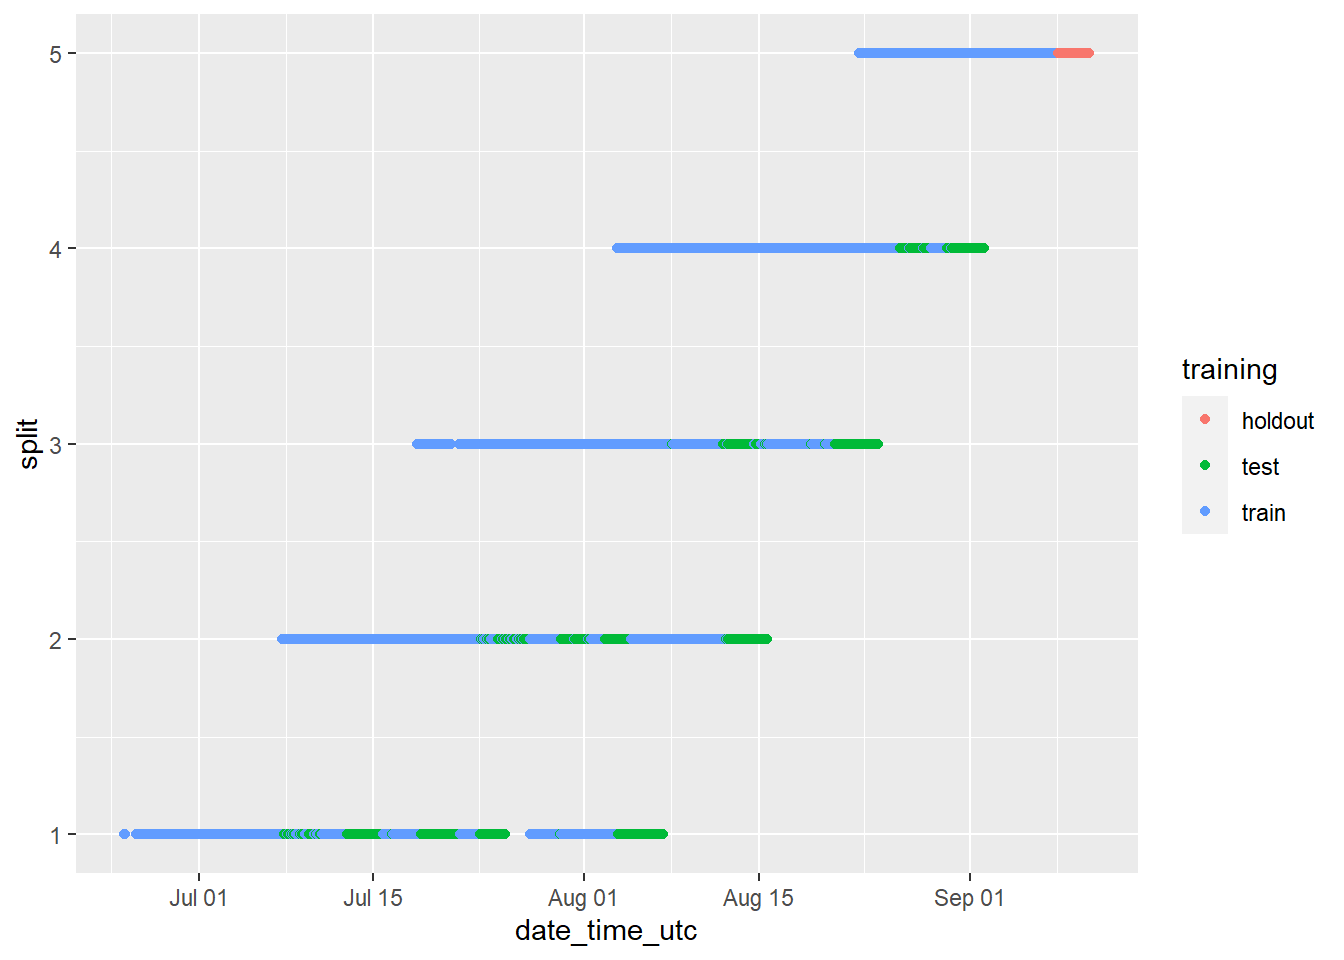 5
4
3
2
1
split
Jul 01 Jul 15 Aug 01 Aug 15 Sep 01
date_time_utc
training
holdout
test
train